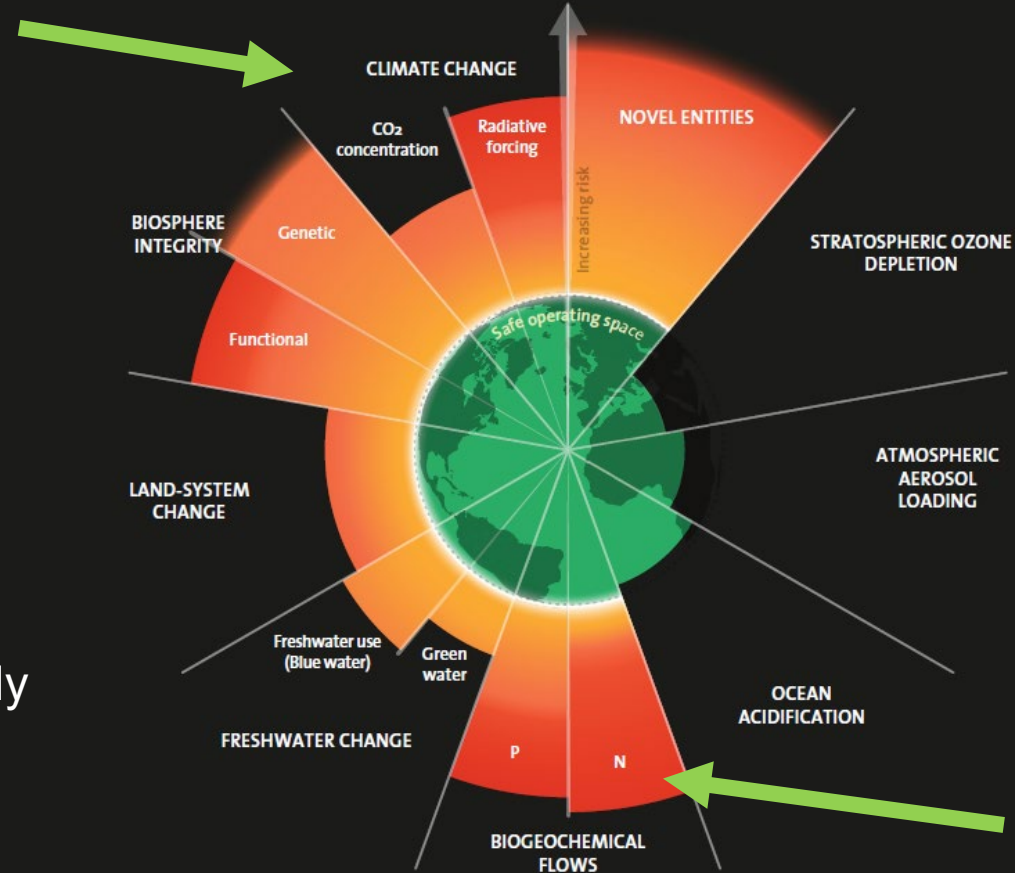 CLIMATE CHANGE
CO₂
concentration
Radiative
forcing
NOVEL ENTITIES
Increasing risk
BIOSPHERE
INTEGRITY
Genetic
STRATOSPHERIC OZONE
DEPLETION
Functional
Safe operating space
ATMOSPHERIC
AEROSOL
LOADING
LAND-SYSTEM
CHANGE
Freshwater use
(Blue water)
Green
water
ly
OCEAN
ACIDIFICATION
FRESHWATER CHANGE
P
N
BIOGEOCHEMICAL
FLOWS